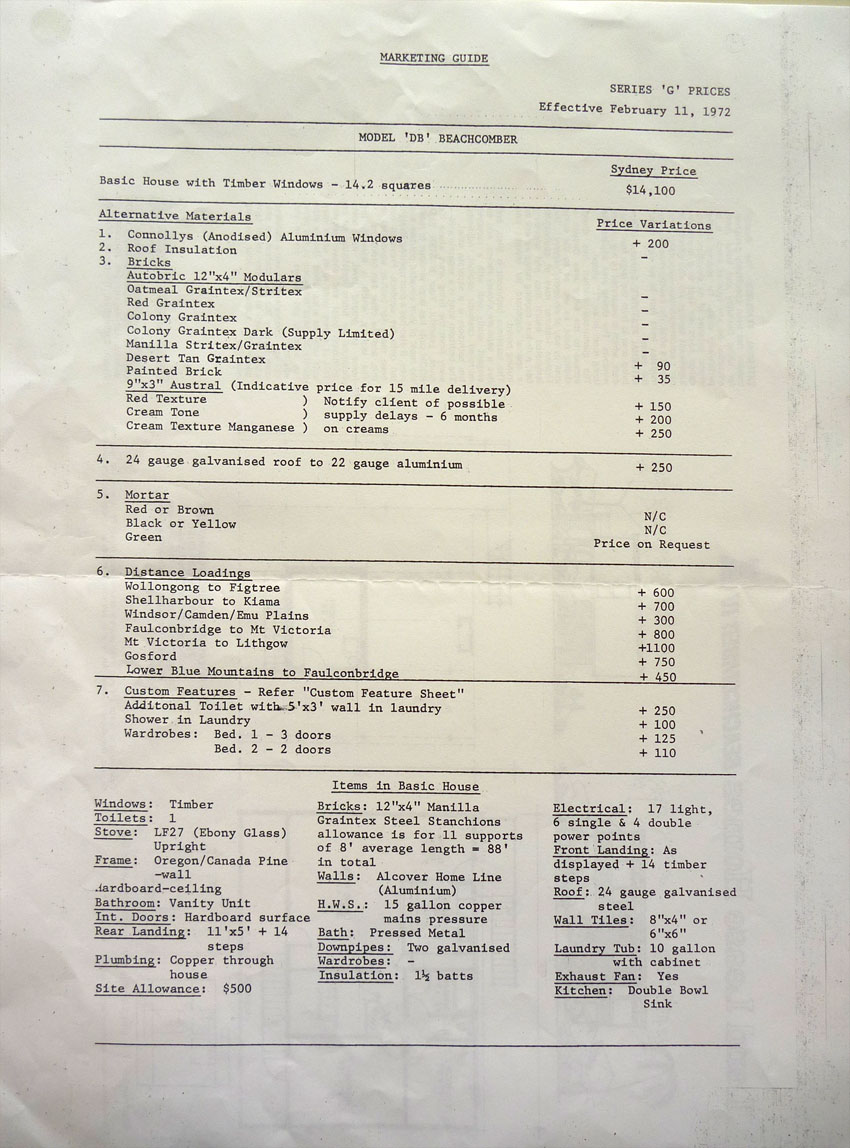 MARKETING GUIDE
SERIES 'G' PRICES
Effective February 11, 1972
MODEL 'DB' BEACHCOMBER
Sydney Price
Basic House with Timber Windows - 14.2 squares $14,100
Alternative Materials Price Variations
1. Connollys (Anodised) Aluminium Windows + 200
2. Roof Insulation -
3. Bricks
Autobric 12"x4" Modulars
Oatmeal Graintex/Stritex -
Red Graintex -
Colony Graintex -
Colony Graintex Dark (Supply Limited) -
Manilla Stritex/Graintex -
Desert Tan Graintex + 90
Painted Brick + 35
9"x3" Austral (Indicative price for 15 mile delivery)
Red Texture ) Notify client of possible + 150
Cream Tone ) supply delays - 6 months + 200
Cream Texture Manganese ) on creams + 250
4. 24 gauge galvanised roof to 22 gauge aluminium + 250
5. Mortar
Red or Brown N/C
Black or Yellow N/C
Green Price on Request
6. Distance Loadings
Wollongong to Figtree + 600
Shellharbour to Kiama + 700
Windsor/Camden/Emu Plains + 300
Faulconbridge to Mt Victoria + 800
Mt Victoria to Lithgow +1100
Gosford + 750
Lower Blue Mountains to Faulconbridge + 450
7. Custom Features - Refer "Custom Feature Sheet"
Additonal Toilet with 5'x3' wall in laundry + 250
Shower in Laundry + 100
Wardrobes: Bed. 1 - 3 doors + 125
Bed. 2 - 2 doors + 110
Items in Basic House
Windows: Timber
Toilets: 1
Stove: LF27 (Ebony Glass)
Upright
Frame: Oregon/Canada Pine
-wall
Hardboard-ceiling
Bathroom: Vanity Unit
Int. Doors: Hardboard surface
Rear Landing: 11'x5' + 14
steps
Plumbing: Copper through
house
Site Allowance: $500
Bricks: 12"x4" Manilla
Graintex Steel Stanchions
allowance is for 11 supports
of 8' average length = 88'
in total
Walls: Alcover Home Line
(Aluminium)
H.W.S.: 15 gallon copper
mains pressure
Bath: Pressed Metal
Downpipes: Two galvanised
Wardrobes: -
Insulation: 1½ batts
Electrical: 17 light,
6 single & 4 double
power points
Front Landing: As
displayed + 14 timber
steps
Roof: 24 gauge galvanised
steel
Wall Tiles: 8"x4" or
6"x6"
Laundry Tub: 10 gallon
with cabinet
Exhaust Fan: Yes
Kitchen: Double Bowl
Sink